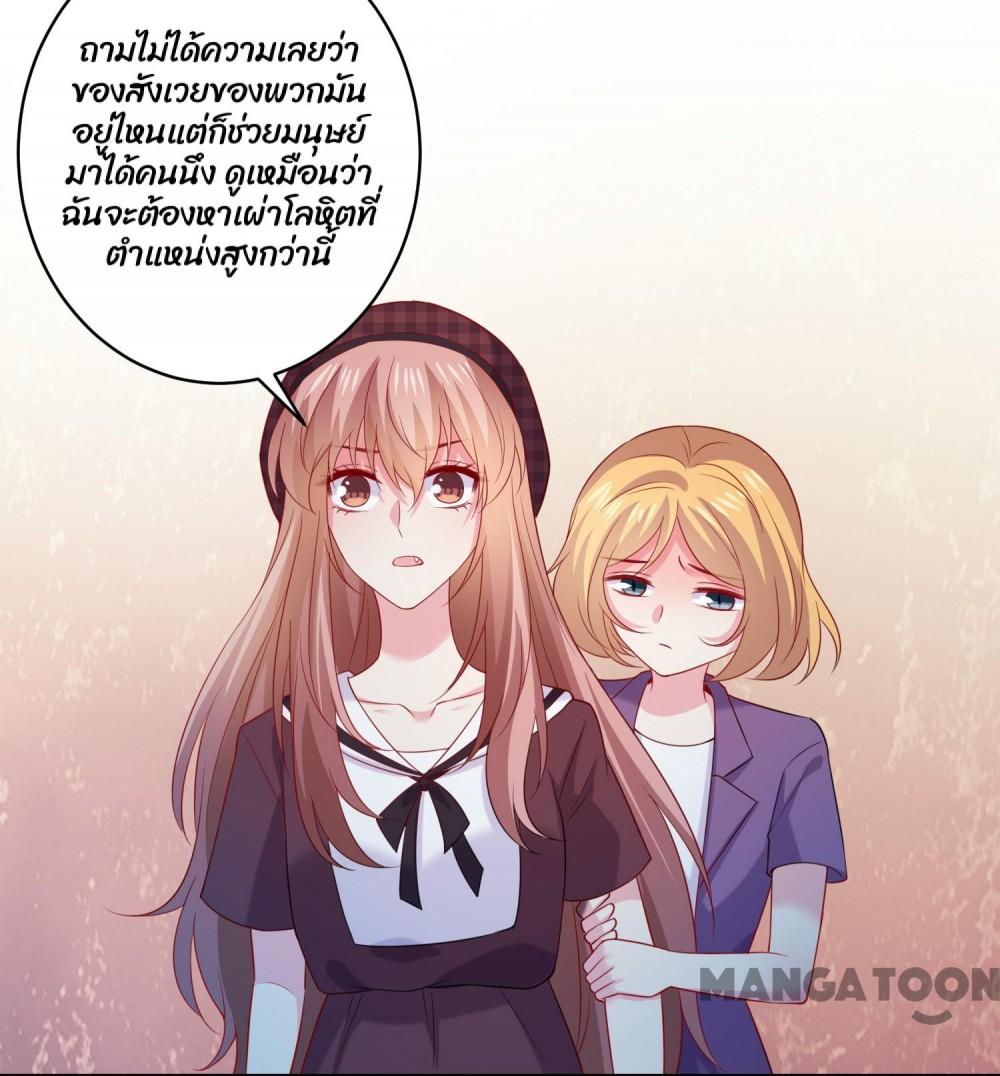 ถามไม่ได้ความเลยว่า
ของสังเวยของพวกมัน
อยู่ไหนแต่ก็ช่วยมนุษย์
มาได้คนนึง ดูเหมือนว่า
ฉันจะต้องหาเผ่าโลหิตที่
ตำแหน่งสูงกว่านี้
MANGATOON